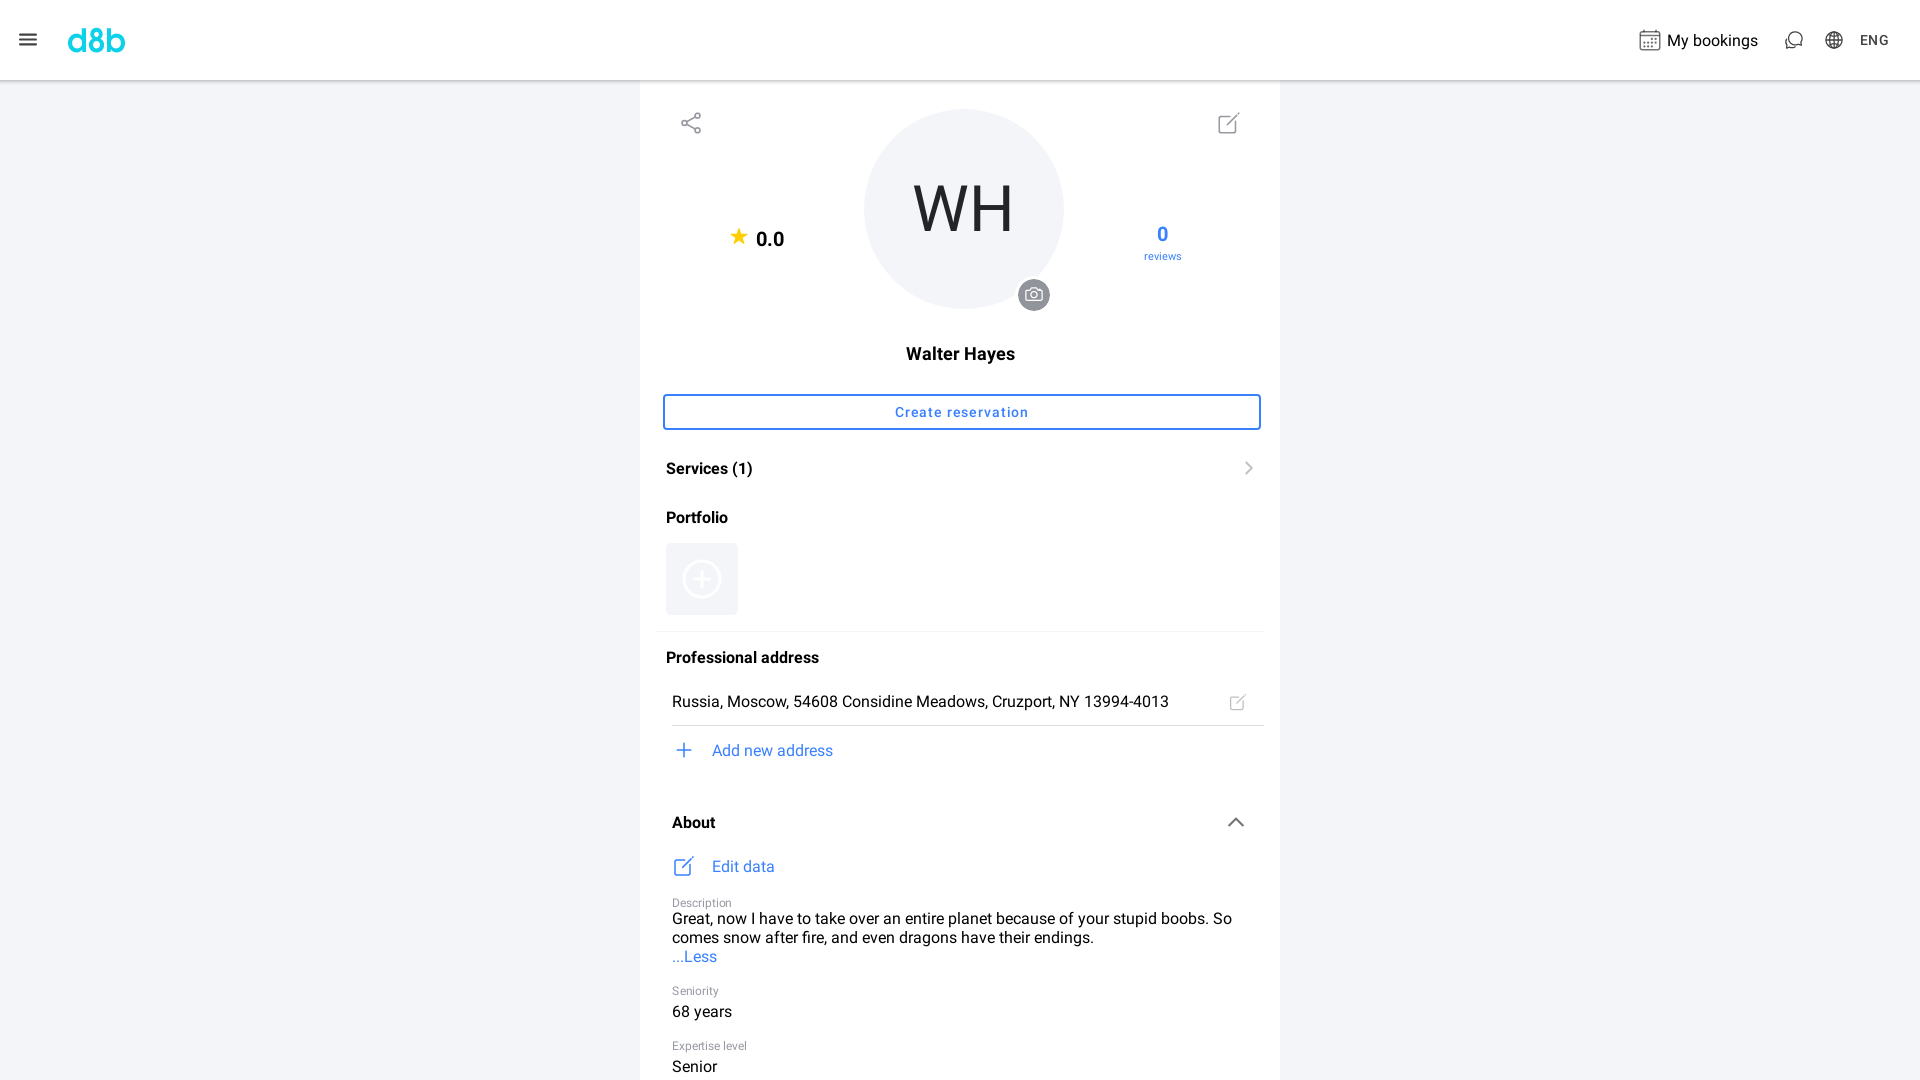 d8b
My bookings
ENG
WH
0.0
0
reviews
Walter Hayes
Create reservation
Services (1)
Portfolio
Professional address
Russia, Moscow, 54608 Considine Meadows, Cruzport, NY 13994-4013
Add new address
About
Edit data
Description
Great, now I have to take over an entire planet because of your stupid boobs. So
comes snow after fire, and even dragons have their endings.
...Less
Seniority
68 years
Expertise level
Senior